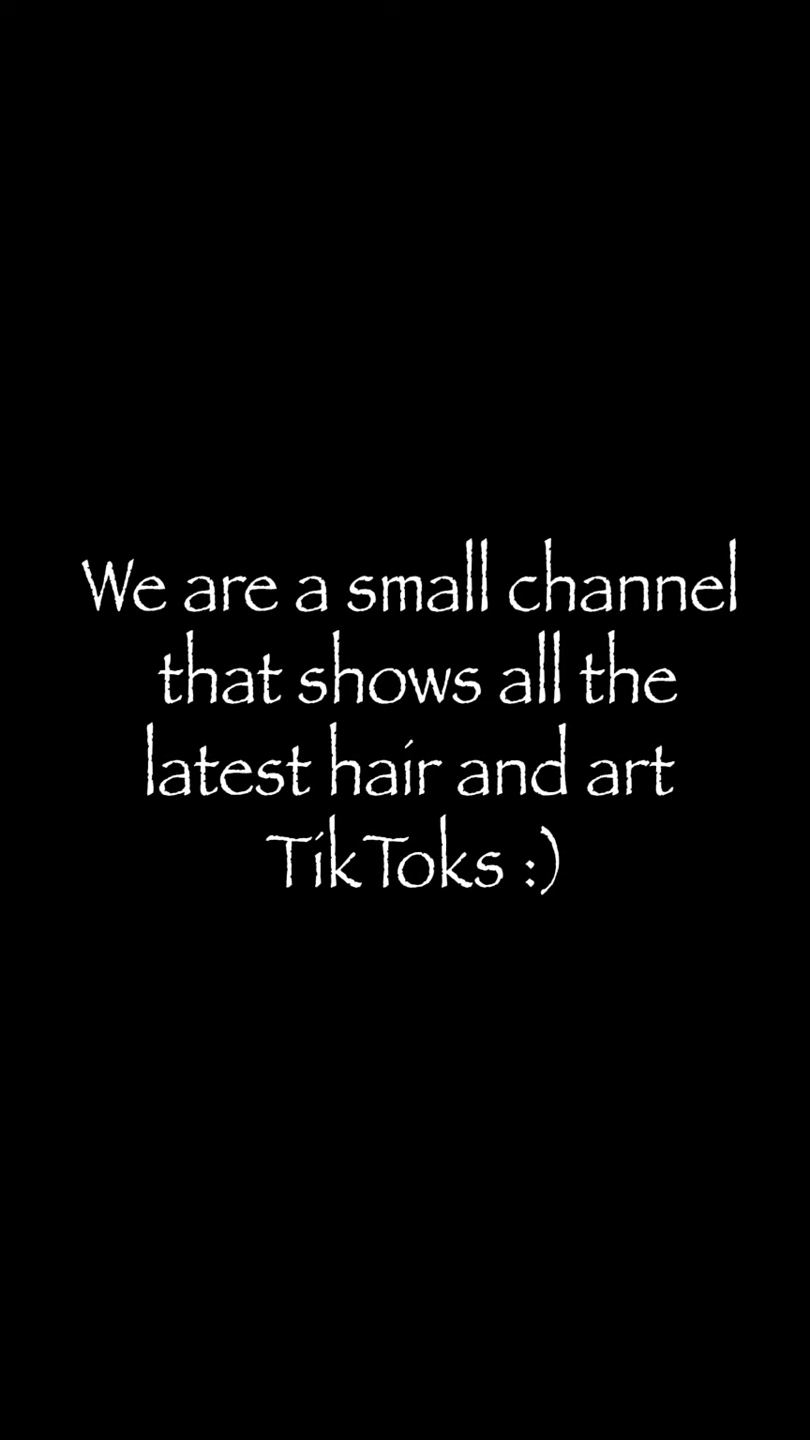 We are a small channel
that shows all the
latest hair and art
TikToks :)